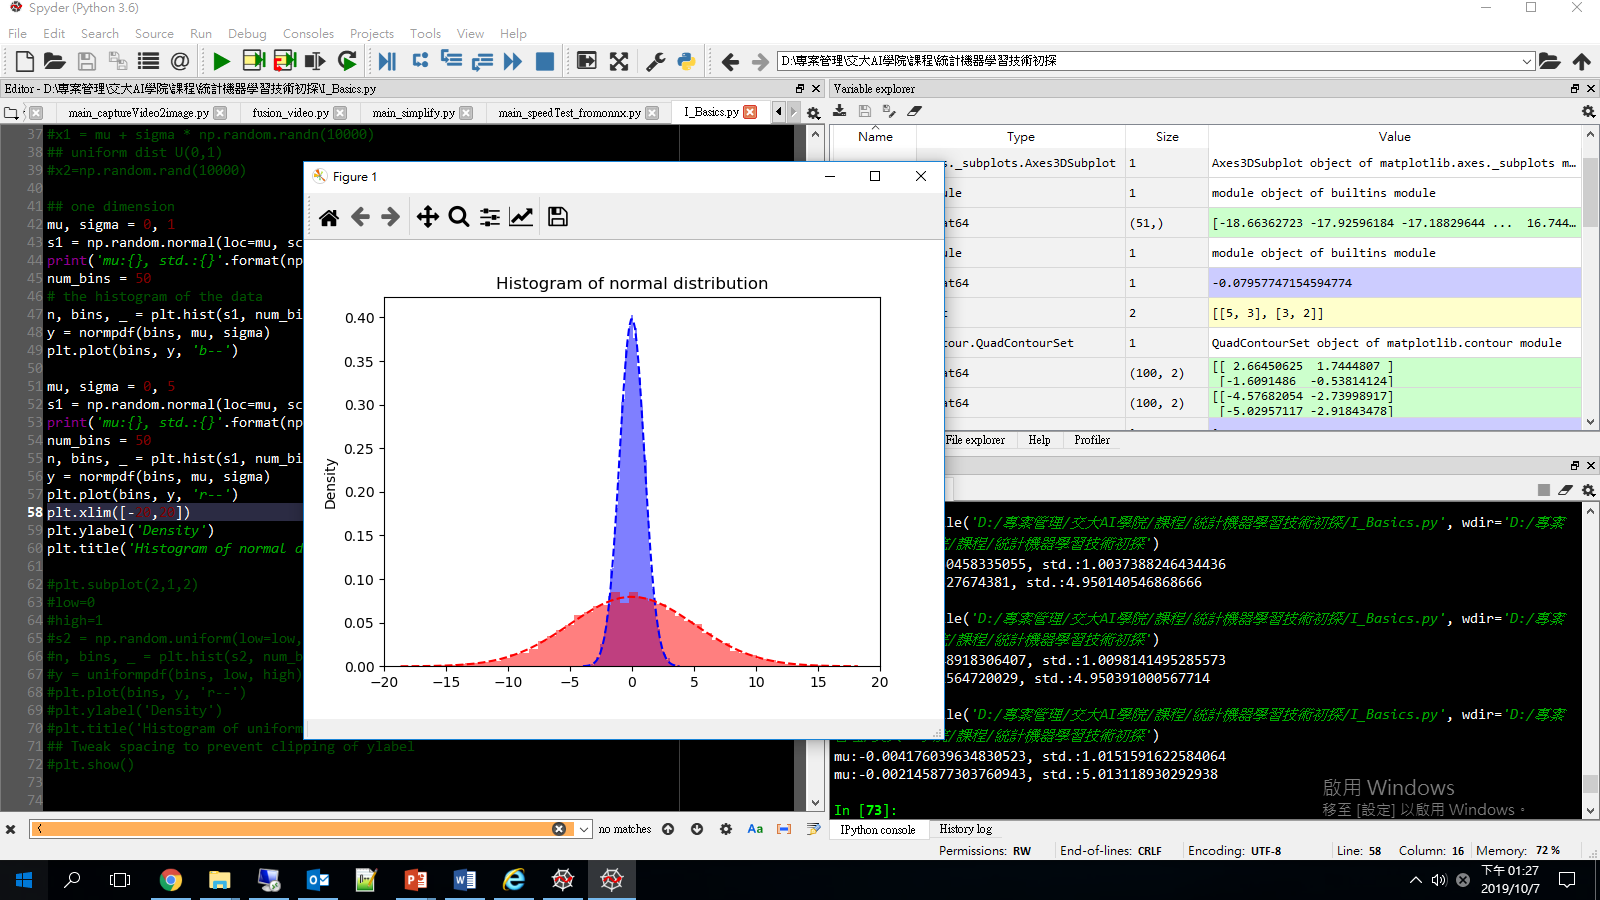 Spyder (Python 3.6)
File Edit Search Source Run Debug Consoles Projects Tools View Help
D:\專案管理\交大AI學院\課程\統計機器學習技術初探
Editor - D:\專案管理\交大AI學院\課程\統計機器學習技術初探\I_Basics.py
main_captureVideo2image.py fusion_video.py main_simplify.py main_speedTest_fromonnx.py I_Basics.py
37 #x1 = mu + sigma * np.random.randn(10000)
38 ## uniform dist U(0,1)
39 #x2=np.random.rand(10000)
40
41 ## one dimension
42 mu, sigma = 0, 1
43 s1 = np.random.normal(loc=mu, sc
44 print('mu:{}, std.:{}'.format(np
45 num_bins = 50
46 # the histogram of the data
47 n, bins, _ = plt.hist(s1, num_bi
48 y = normpdf(bins, mu, sigma)
49 plt.plot(bins, y, 'b--')
50
51 mu, sigma = 0, 5
52 s1 = np.random.normal(loc=mu, sc
53 print('mu:{}, std.:{}'.format(np
54 num_bins = 50
55 n, bins, _ = plt.hist(s1, num_bi
56 y = normpdf(bins, mu, sigma)
57 plt.plot(bins, y, 'r--')
58 plt.xlim([-20,20])
59 plt.ylabel('Density')
60 plt.title('Histogram of normal d
61
62 #plt.subplot(2,1,2)
63 #low=0
64 #high=1
65 #s2 = np.random.uniform(low=low,
66 #n, bins, _ = plt.hist(s2, num_b
67 #y = uniformpdf(bins, low, high)
68 #plt.plot(bins, y, 'r--')
69 #plt.ylabel('Density')
70 #plt.title('Histogram of uniform
71 ## Tweak spacing to prevent clipping of ylabel
72 #plt.show()
73
74
Figure 1
Histogram of normal distribution
Density
0.40
0.35
0.30
0.25
0.20
0.15
0.10
0.05
0.00
−20 −15 −10 −5 0 5 10 15 20
Variable explorer
Name Type Size Value
s._subplots.Axes3DSubplot 1 Axes3DSubplot object of matplotlib.axes._subplots m...
ule 1 module object of builtins module
at64 (51,) [-18.66362723 -17.92596184 -17.18829644 ... 16.744...
ule 1 module object of builtins module
at64 1 -0.07957747154594774
2 [[5, 3], [3, 2]]
tour.QuadContourSet 1 QuadContourSet object of matplotlib.contour module
at64 (100, 2) [[ 2.66450625 1.7444807 ]
[-1.6091486 -0.53814124]
at64 (100, 2) [[-4.57682054 -2.73998917]
[-5.02957117 -2.91843478]
File explorer Help Profiler
le('D:/專案管理/交大AI學院/課程/統計機器學習技術初探/I_Basics.py', wdir='D:/專案
院/課程/統計機器學習技術初探')
0458335055, std.:1.0037388246434436
27674381, std.:4.950140546868666
le('D:/專案管理/交大AI學院/課程/統計機器學習技術初探/I_Basics.py', wdir='D:/專案
院/課程/統計機器學習技術初探')
8918306407, std.:1.0098141495285573
564720029, std.:4.950391000567714
le('D:/專案管理/交大AI學院/課程/統計機器學習技術初探/I_Basics.py', wdir='D:/專案
院/課程/統計機器學習技術初探')
mu:-0.004176039634830523, std.:1.0151591622584064
mu:-0.002145877303760943, std.:5.013118930292938
In [73]:
啟用 Windows
移至 [設定] 以啟用 Windows。
( no matches Aa
IPython console History log
Permissions: RW End-of-lines: CRLF Encoding: UTF-8 Line: 58 Column: 16 Memory: 72 %
下午 01:27
2019/10/7